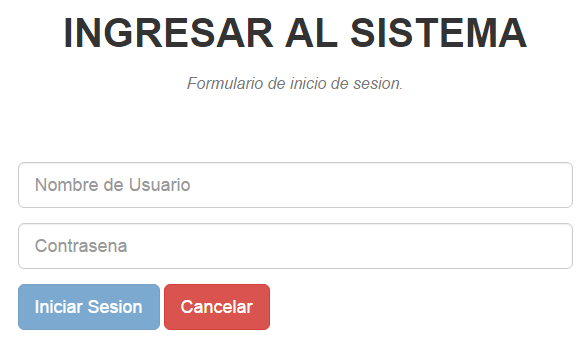 INGRESAR AL SISTEMA
Formulario de inicio de sesion.
Nombre de Usuario
Contrasena
Iniciar Sesion Cancelar